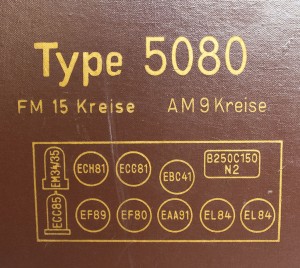 Type 5080
FM 15 Kreise AM 9 Kreise
EM34/35
ECC85
ECH81 ECC81 EBC41 B250C150
N2
EF89 EF80 EAA91 EL84 EL84